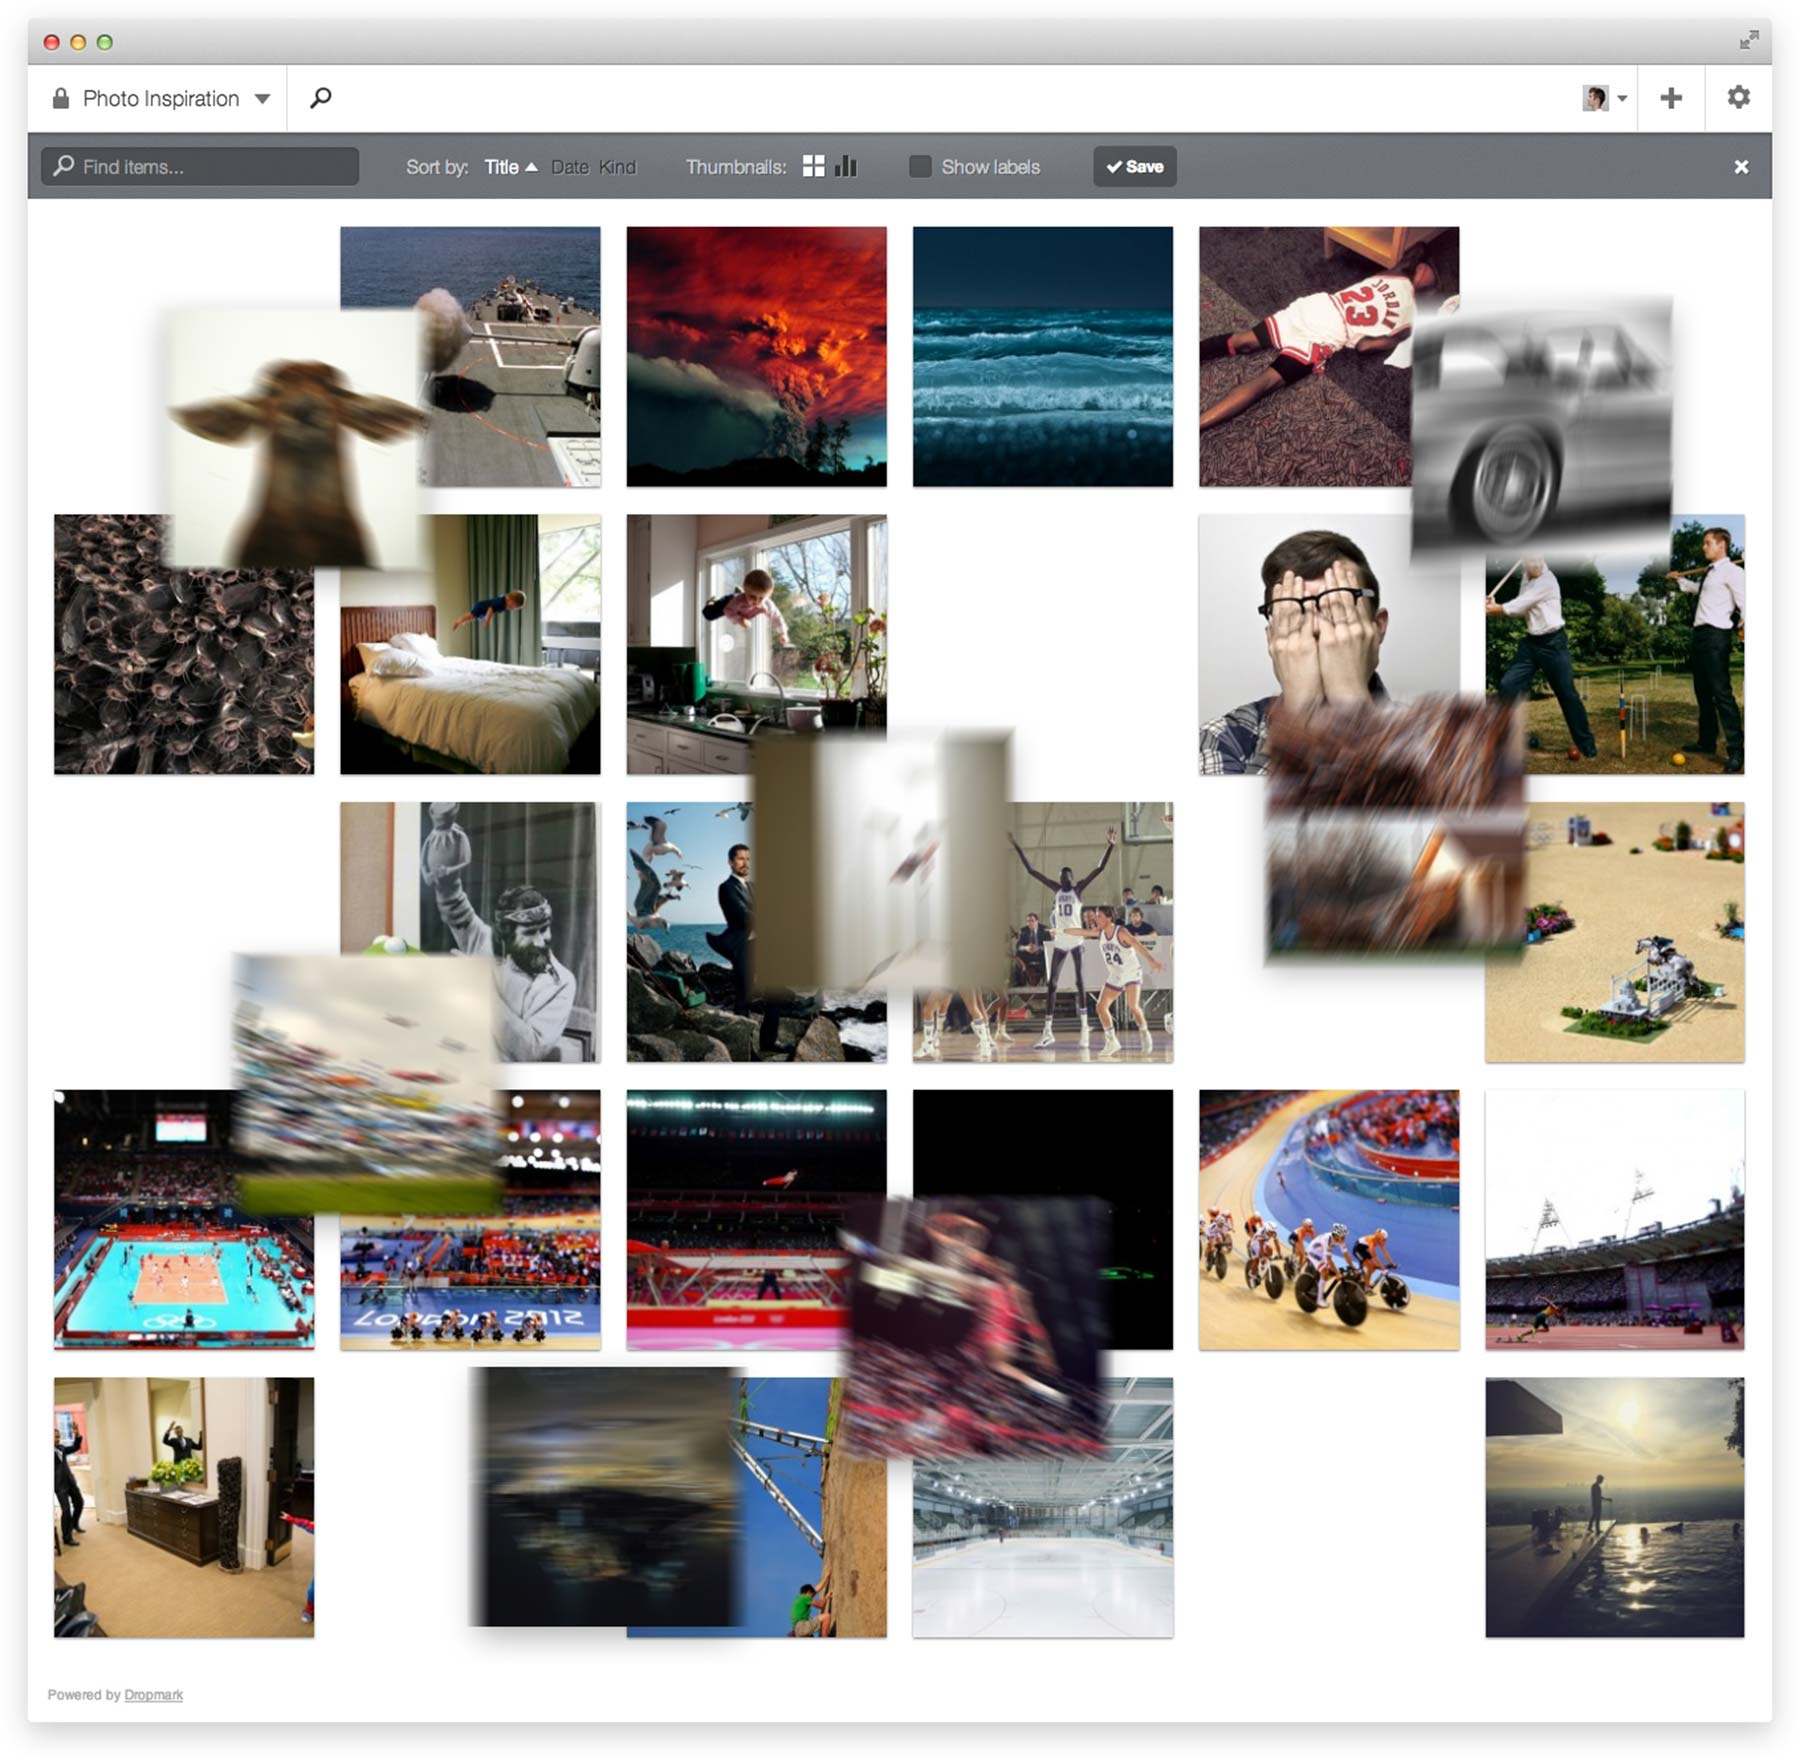 Photo Inspiration
Find items... Sort by: Title Date Kind Thumbnails: Show labels Save
JORDAN
23
10
24
London 2012
Powered by Dropmark